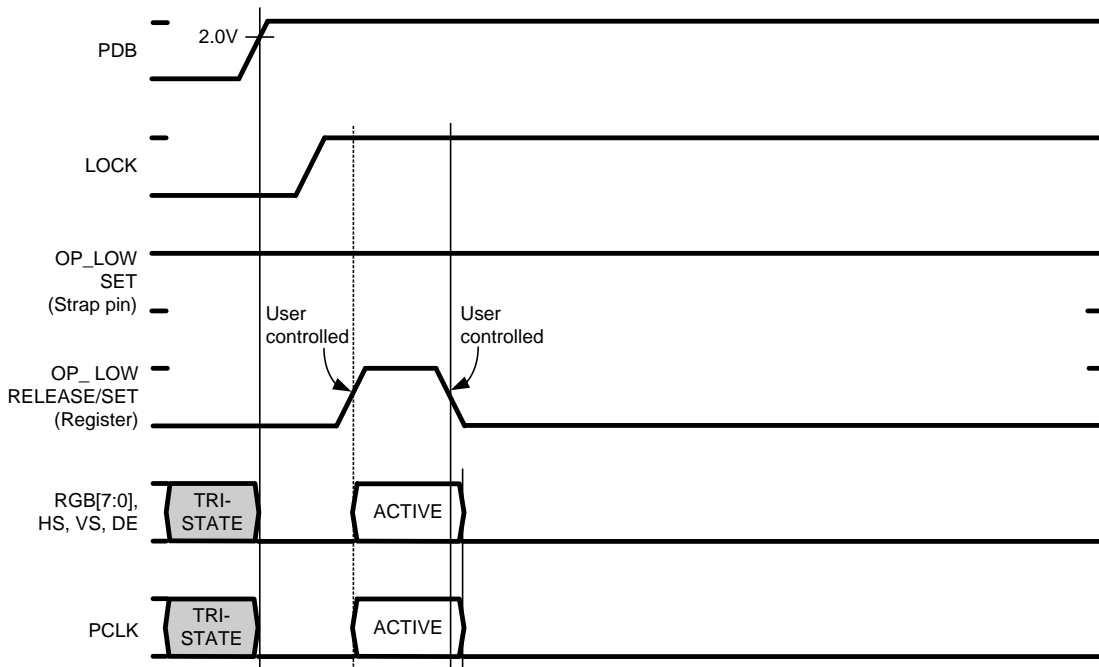 2.0V
PDB
LOCK
OP_LOW
SET
(Strap pin)
User
controlled
User
controlled
OP_ LOW
RELEASE/SET
(Register)
RGB[7:0],
HS, VS, DE
TRI-
STATE
ACTIVE
PCLK
TRI-
STATE
ACTIVE